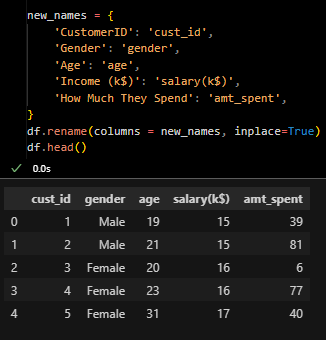 new_names = {
    'CustomerID': 'cust_id',
    'Gender': 'gender',
    'Age': 'age',
    'Income (k$)': 'salary(k$)',
    'How Much They Spend': 'amt_spent',
}
df.rename(columns = new_names, inplace=True)
df.head()
0.0s
cust_id gender age salary(k$) amt_spent
0 1 Male 19 15 39
1 2 Male 21 15 81
2 3 Female 20 16 6
3 4 Female 23 16 77
4 5 Female 31 17 40